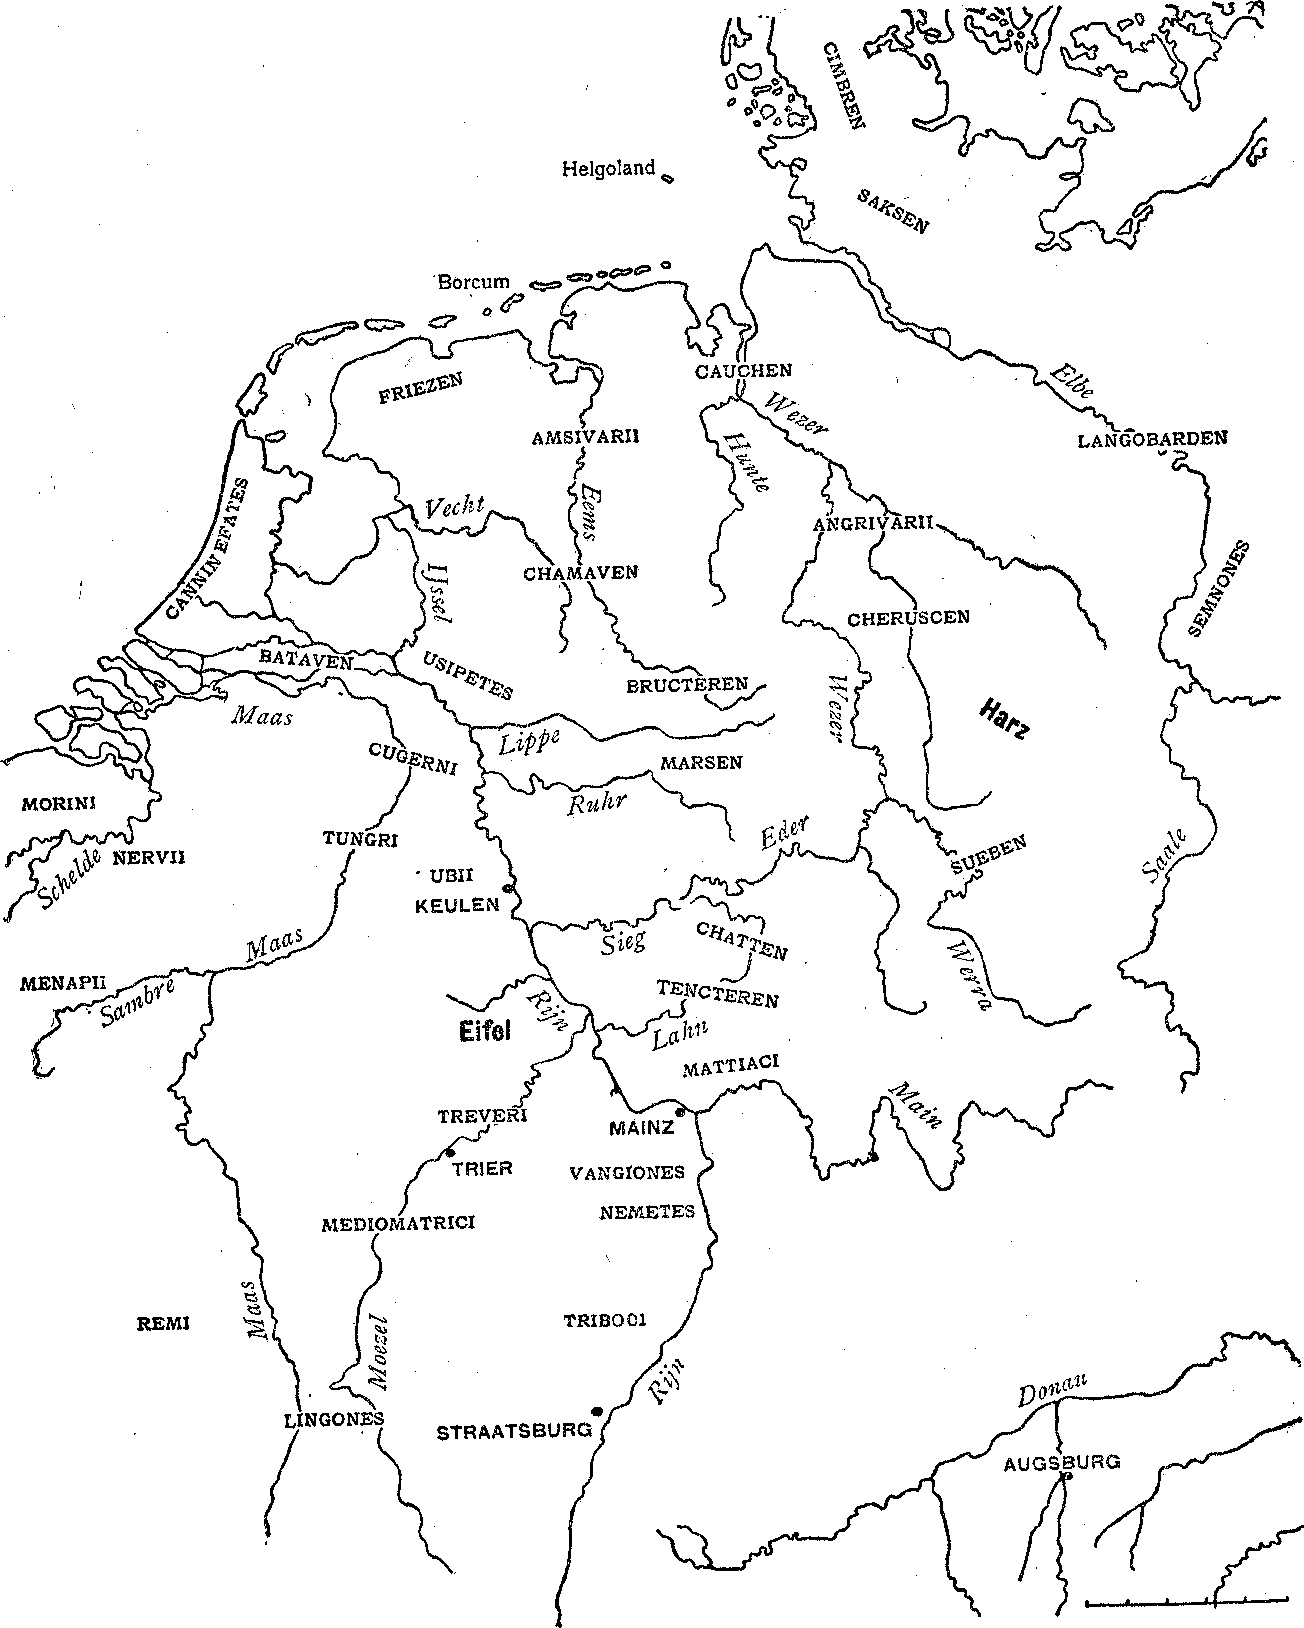 CIMBREN
Helgoland
SAKSEN
Borcum
CAUCHEN
Elbe
FRIEZEN
Wezer
AMSIVARII
LANGOBARDEN
Hunte
CANNINEFATES
Vecht
Eems
ANGRIVARII
IJssel
CHAMAVEN
SEMNONES
CHERUSCEN
BATAVEN
USIPETES
BRUCTEREN
Maas
Wezer
Harz
Lippe
CUGERNI
MARSEN
MORINI
Ruhr
TUNGRI
Eder
NERVII
Schelde
SUEBEN
Saale
UBII
KEULEN
Maas
Sieg
CHATTEN
MENAPII
Sambre
Werra
TENCTEREN
Rijn
Eifel
Lahn
MATTIACI
TREVERI
MAINZ
Main
TRIER
VANGIONES
NEMETES
MEDIOMATRICI
REMI
Maas
Moezel
TRIBOCI
Rijn
Donau
LINGONES
STRAATSBURG
AUGSBURG